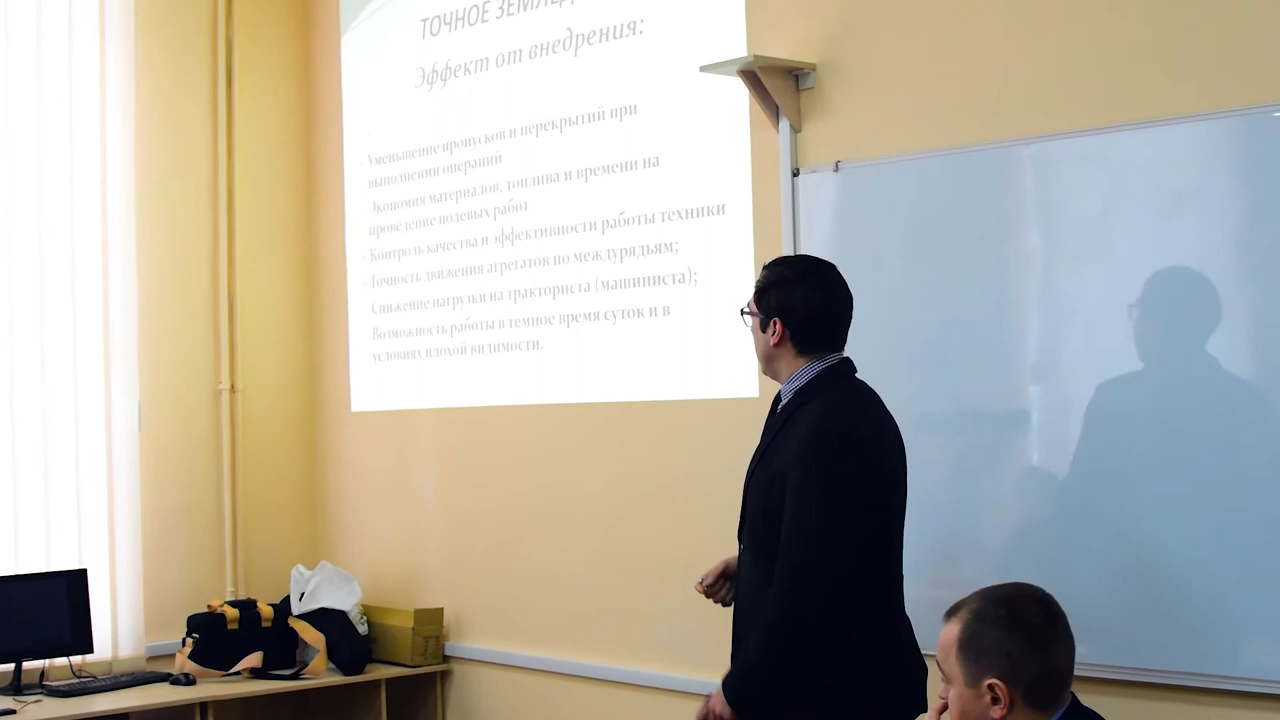 ТОЧНОЕ ЗЕМЛЕД
Эффект от внедрения:
Уменьшение пропусков и перекрытий при
выполнении операций
Экономия материалов, топлива и времени на
проведение полевых работ
Контроль качества и эффективности работы техники
Точность движения агрегатов по междурядьям;
Снижение нагрузки на тракториста (машиниста);
Возможность работы в темное время суток и в
условиях плохой видимости.